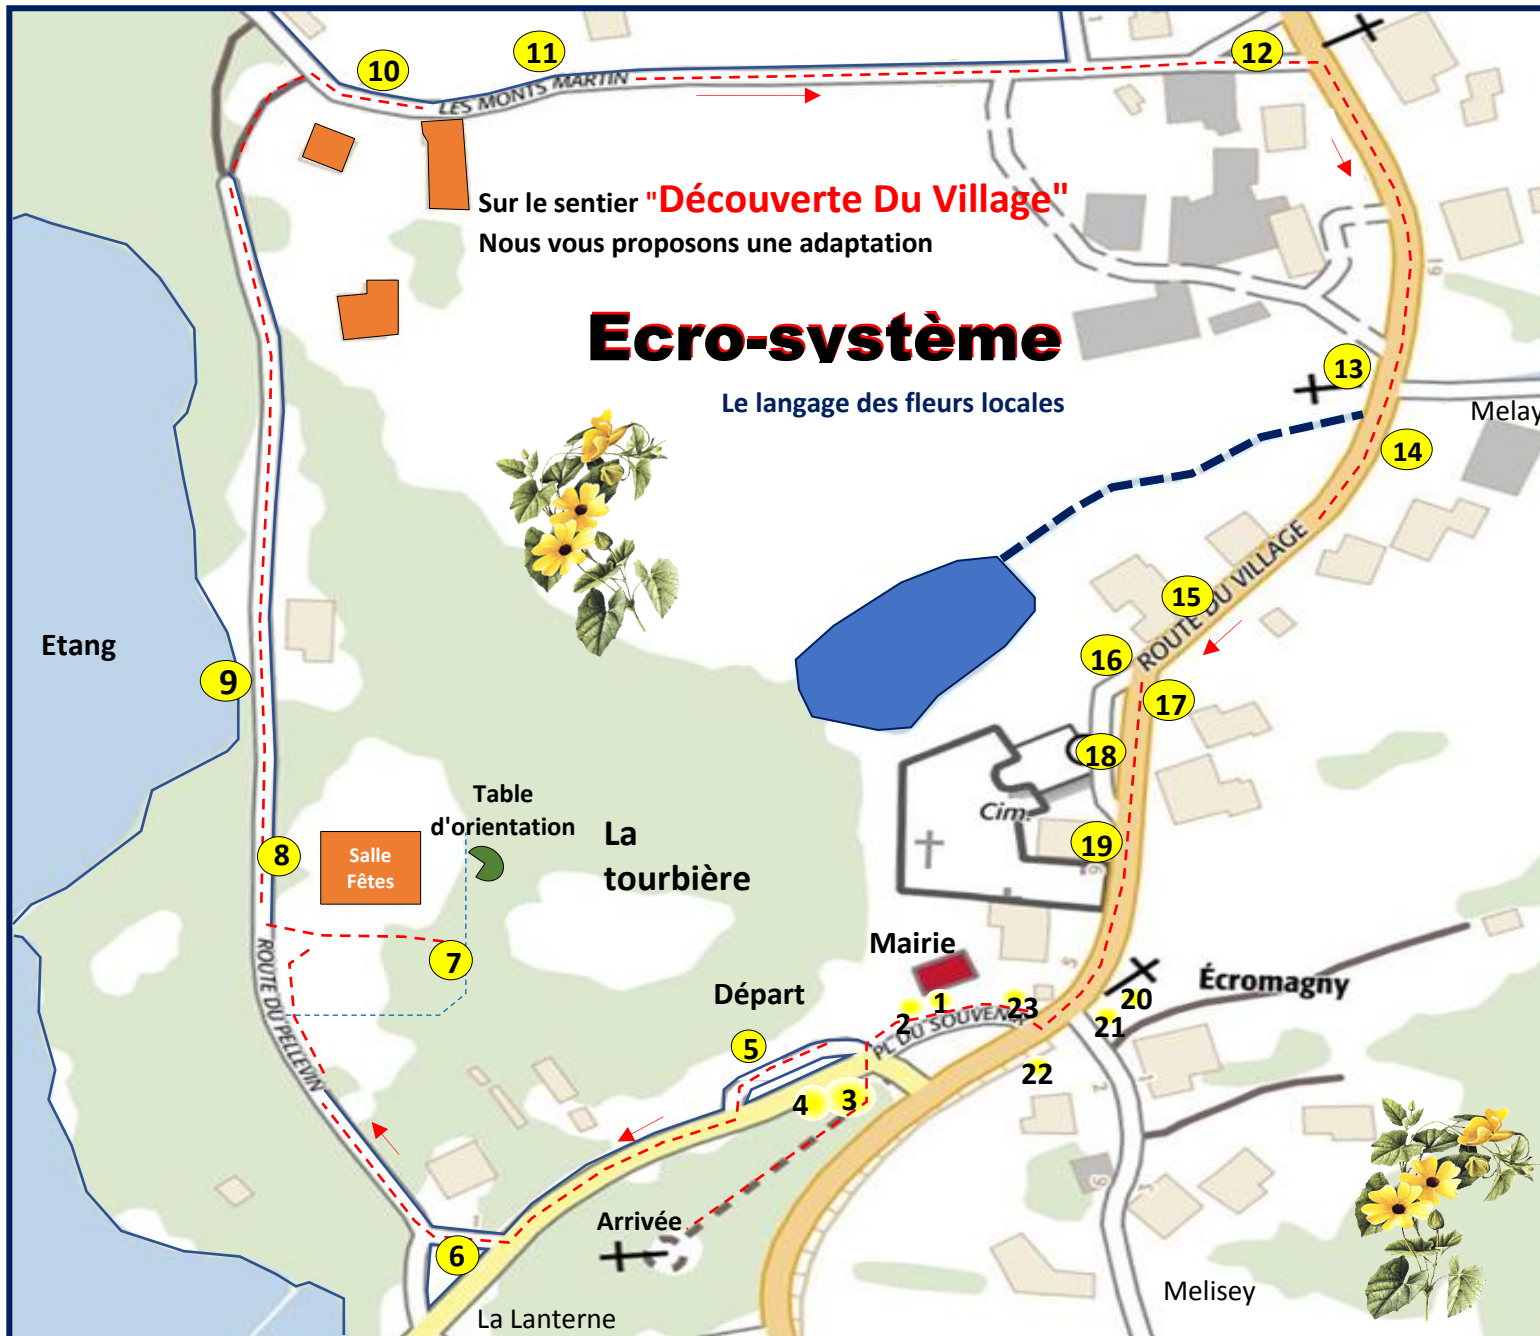 11
10
12
LES MONTS MARTIN
Sur le sentier "Découverte Du Village"
Nous vous proposons une adaptation
19
Ecro-système
13
Le langage des fleurs locales
Melay
14
ROUTE DU VILLAGE
15
16
Etang
9
17
18
Table
d'orientation
Cim.
La
tourbière
8
Salle
Fêtes
19
Mairie
7
ROUTE DU PELLEVIN
Départ
Écromagny
1
2
23
20
21
PL DU SOUVENIR
5
22
4
3
Arrivée
6
Melisey
La Lanterne